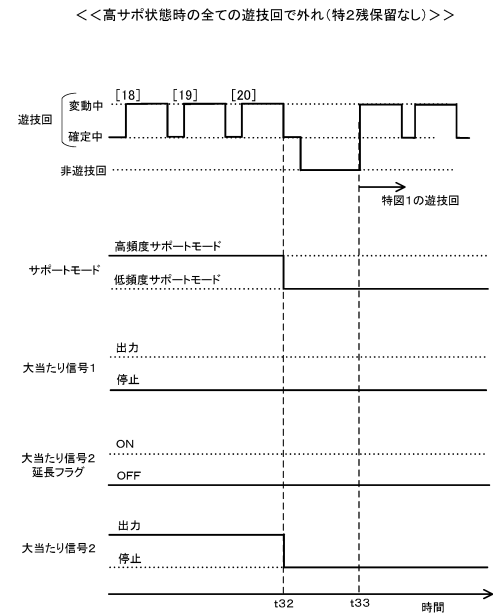 ＜＜高サポ状態時の全ての遊技回で外れ（特２残保留なし）＞＞
[18]
[19]
[20]
遊技回
変動中
確定中
非遊技回
特図１の遊技回
サポートモード
高頻度サポートモード
低頻度サポートモード
大当たり信号１
出力
停止
大当たり信号２
延長フラグ
ON
OFF
大当たり信号２
出力
停止
t32
t33
時間